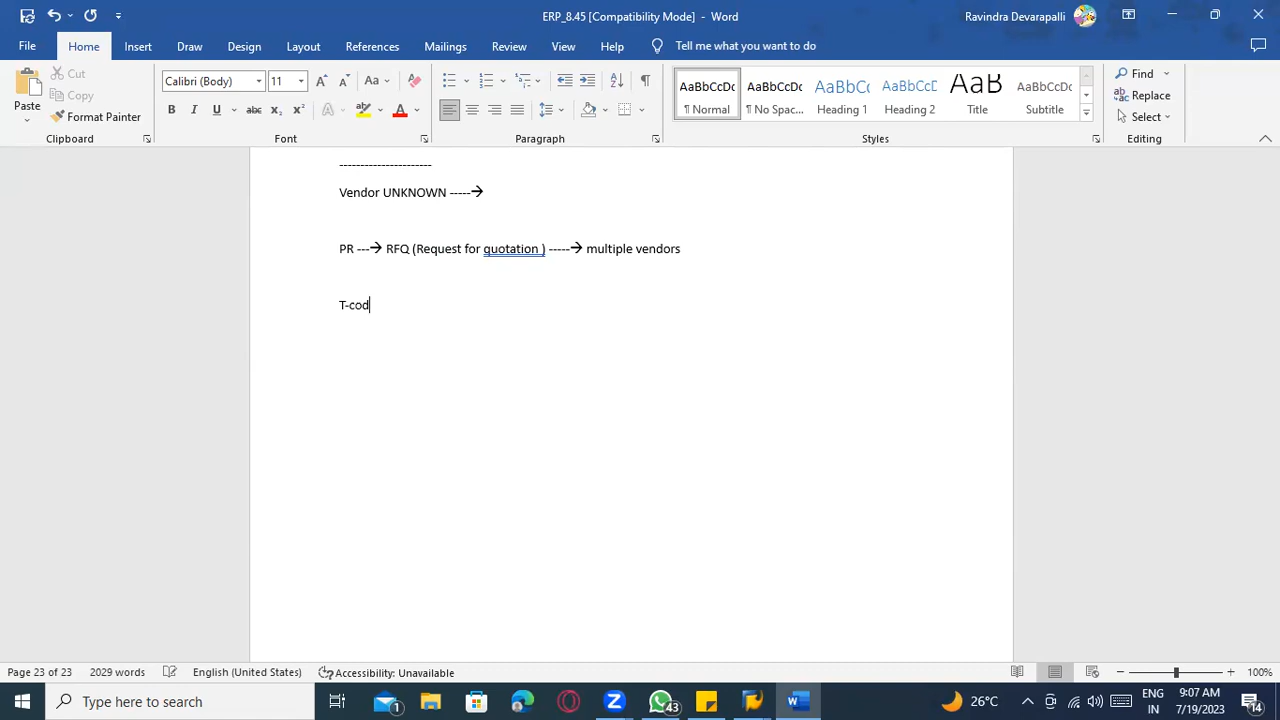 ERP_8.45 [Compatibility Mode] - Word
Ravindra Devarapalli
File Home Insert Draw Design Layout References Mailings Review View Help Tell me what you want to do
Paste
Cut
Copy
Format Painter
Clipboard
Calibri (Body) 11
Font
Paragraph
AaBbCcDc AaBbCcDc AaBbCc AaBbCcD AaB AaBbCcD
¶ Normal ¶ No Spac... Heading 1 Heading 2 Title Subtitle
Styles
Find
Replace
Select
Editing
----------------------
Vendor UNKNOWN ----->
PR ---> RFQ (Request for quotation ) -----> multiple vendors
T-cod
Page 23 of 23 2029 words English (United States) Accessibility: Unavailable 100%
Type here to search
1
43
26°C
ENG
IN
9:07 AM
7/19/2023
14